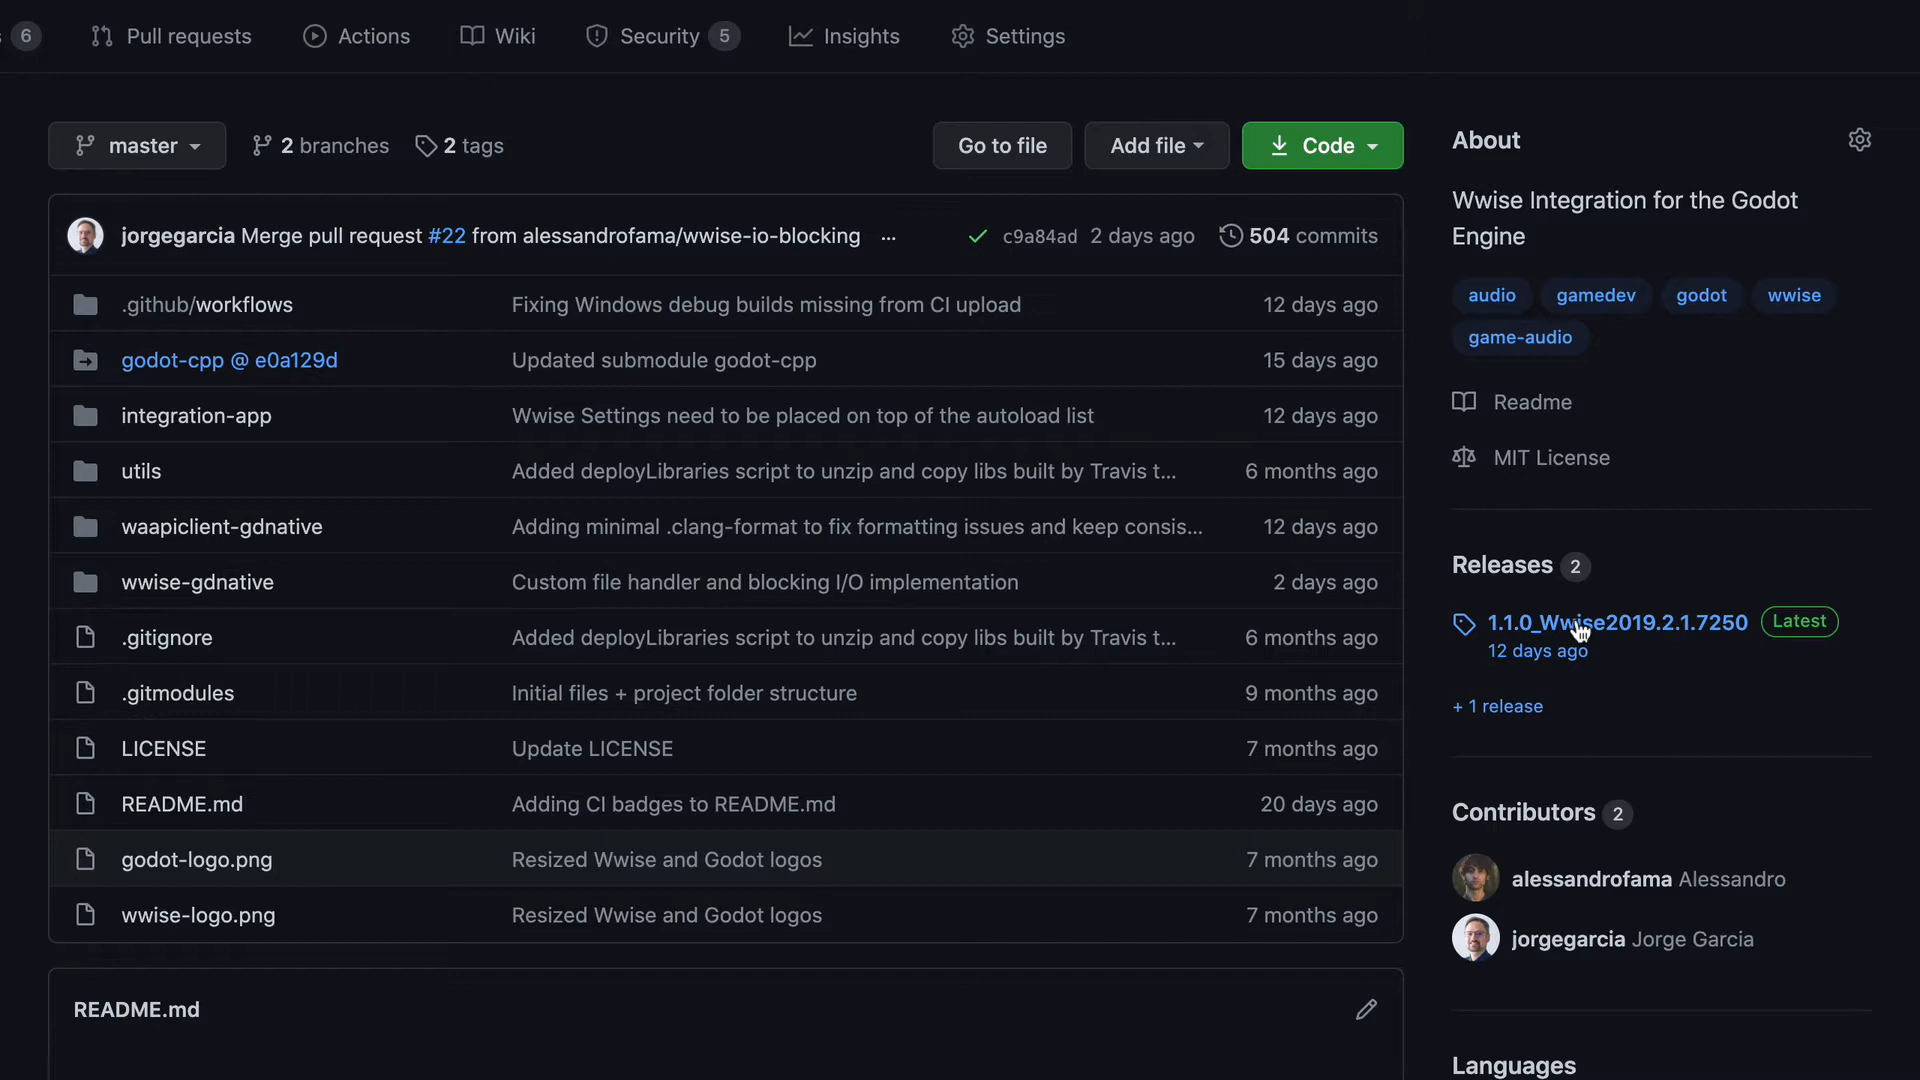 6 Pull requests Actions Wiki Security 5 Insights Settings
master 2 branches 2 tags Go to file Add file Code
jorgegarcia Merge pull request #22 from alessandrofama/wwise-io-blocking ... c9a84ad 2 days ago 504 commits
.github/workflows Fixing Windows debug builds missing from CI upload 12 days ago
godot-cpp @ e0a129d Updated submodule godot-cpp 15 days ago
integration-app Wwise Settings need to be placed on top of the autoload list 12 days ago
utils Added deployLibraries script to unzip and copy libs built by Travis t... 6 months ago
waapiclient-gdnative Adding minimal .clang-format to fix formatting issues and keep consis... 12 days ago
wwise-gdnative Custom file handler and blocking I/O implementation 2 days ago
.gitignore Added deployLibraries script to unzip and copy libs built by Travis t... 6 months ago
.gitmodules Initial files + project folder structure 9 months ago
LICENSE Update LICENSE 7 months ago
README.md Adding CI badges to README.md 20 days ago
godot-logo.png Resized Wwise and Godot logos 7 months ago
wwise-logo.png Resized Wwise and Godot logos 7 months ago
README.md
About
Wwise Integration for the Godot
Engine
audio gamedev godot wwise
game-audio
Readme
MIT License
Releases 2
1.1.0_Wwise2019.2.1.7250 Latest
12 days ago
+ 1 release
Contributors 2
alessandrofama Alessandro
jorgegarcia Jorge Garcia
Languages